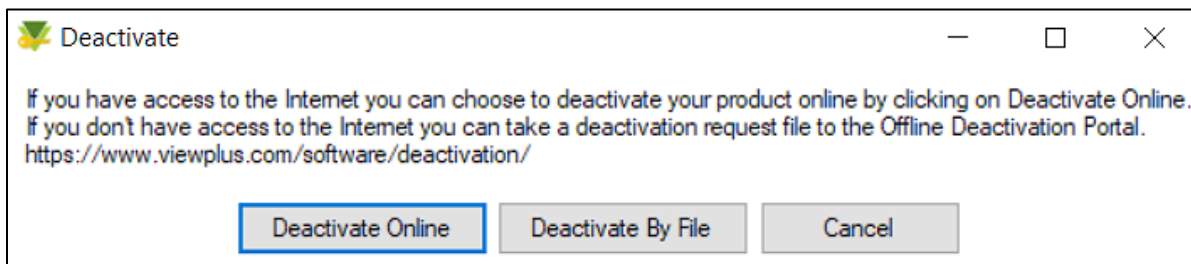 Deactivate
If you have access to the Internet you can choose to deactivate your product online by clicking on Deactivate Online.
If you don't have access to the Internet you can take a deactivation request file to the Offline Deactivation Portal.
https://www.viewplus.com/software/deactivation/
Deactivate Online Deactivate By File Cancel